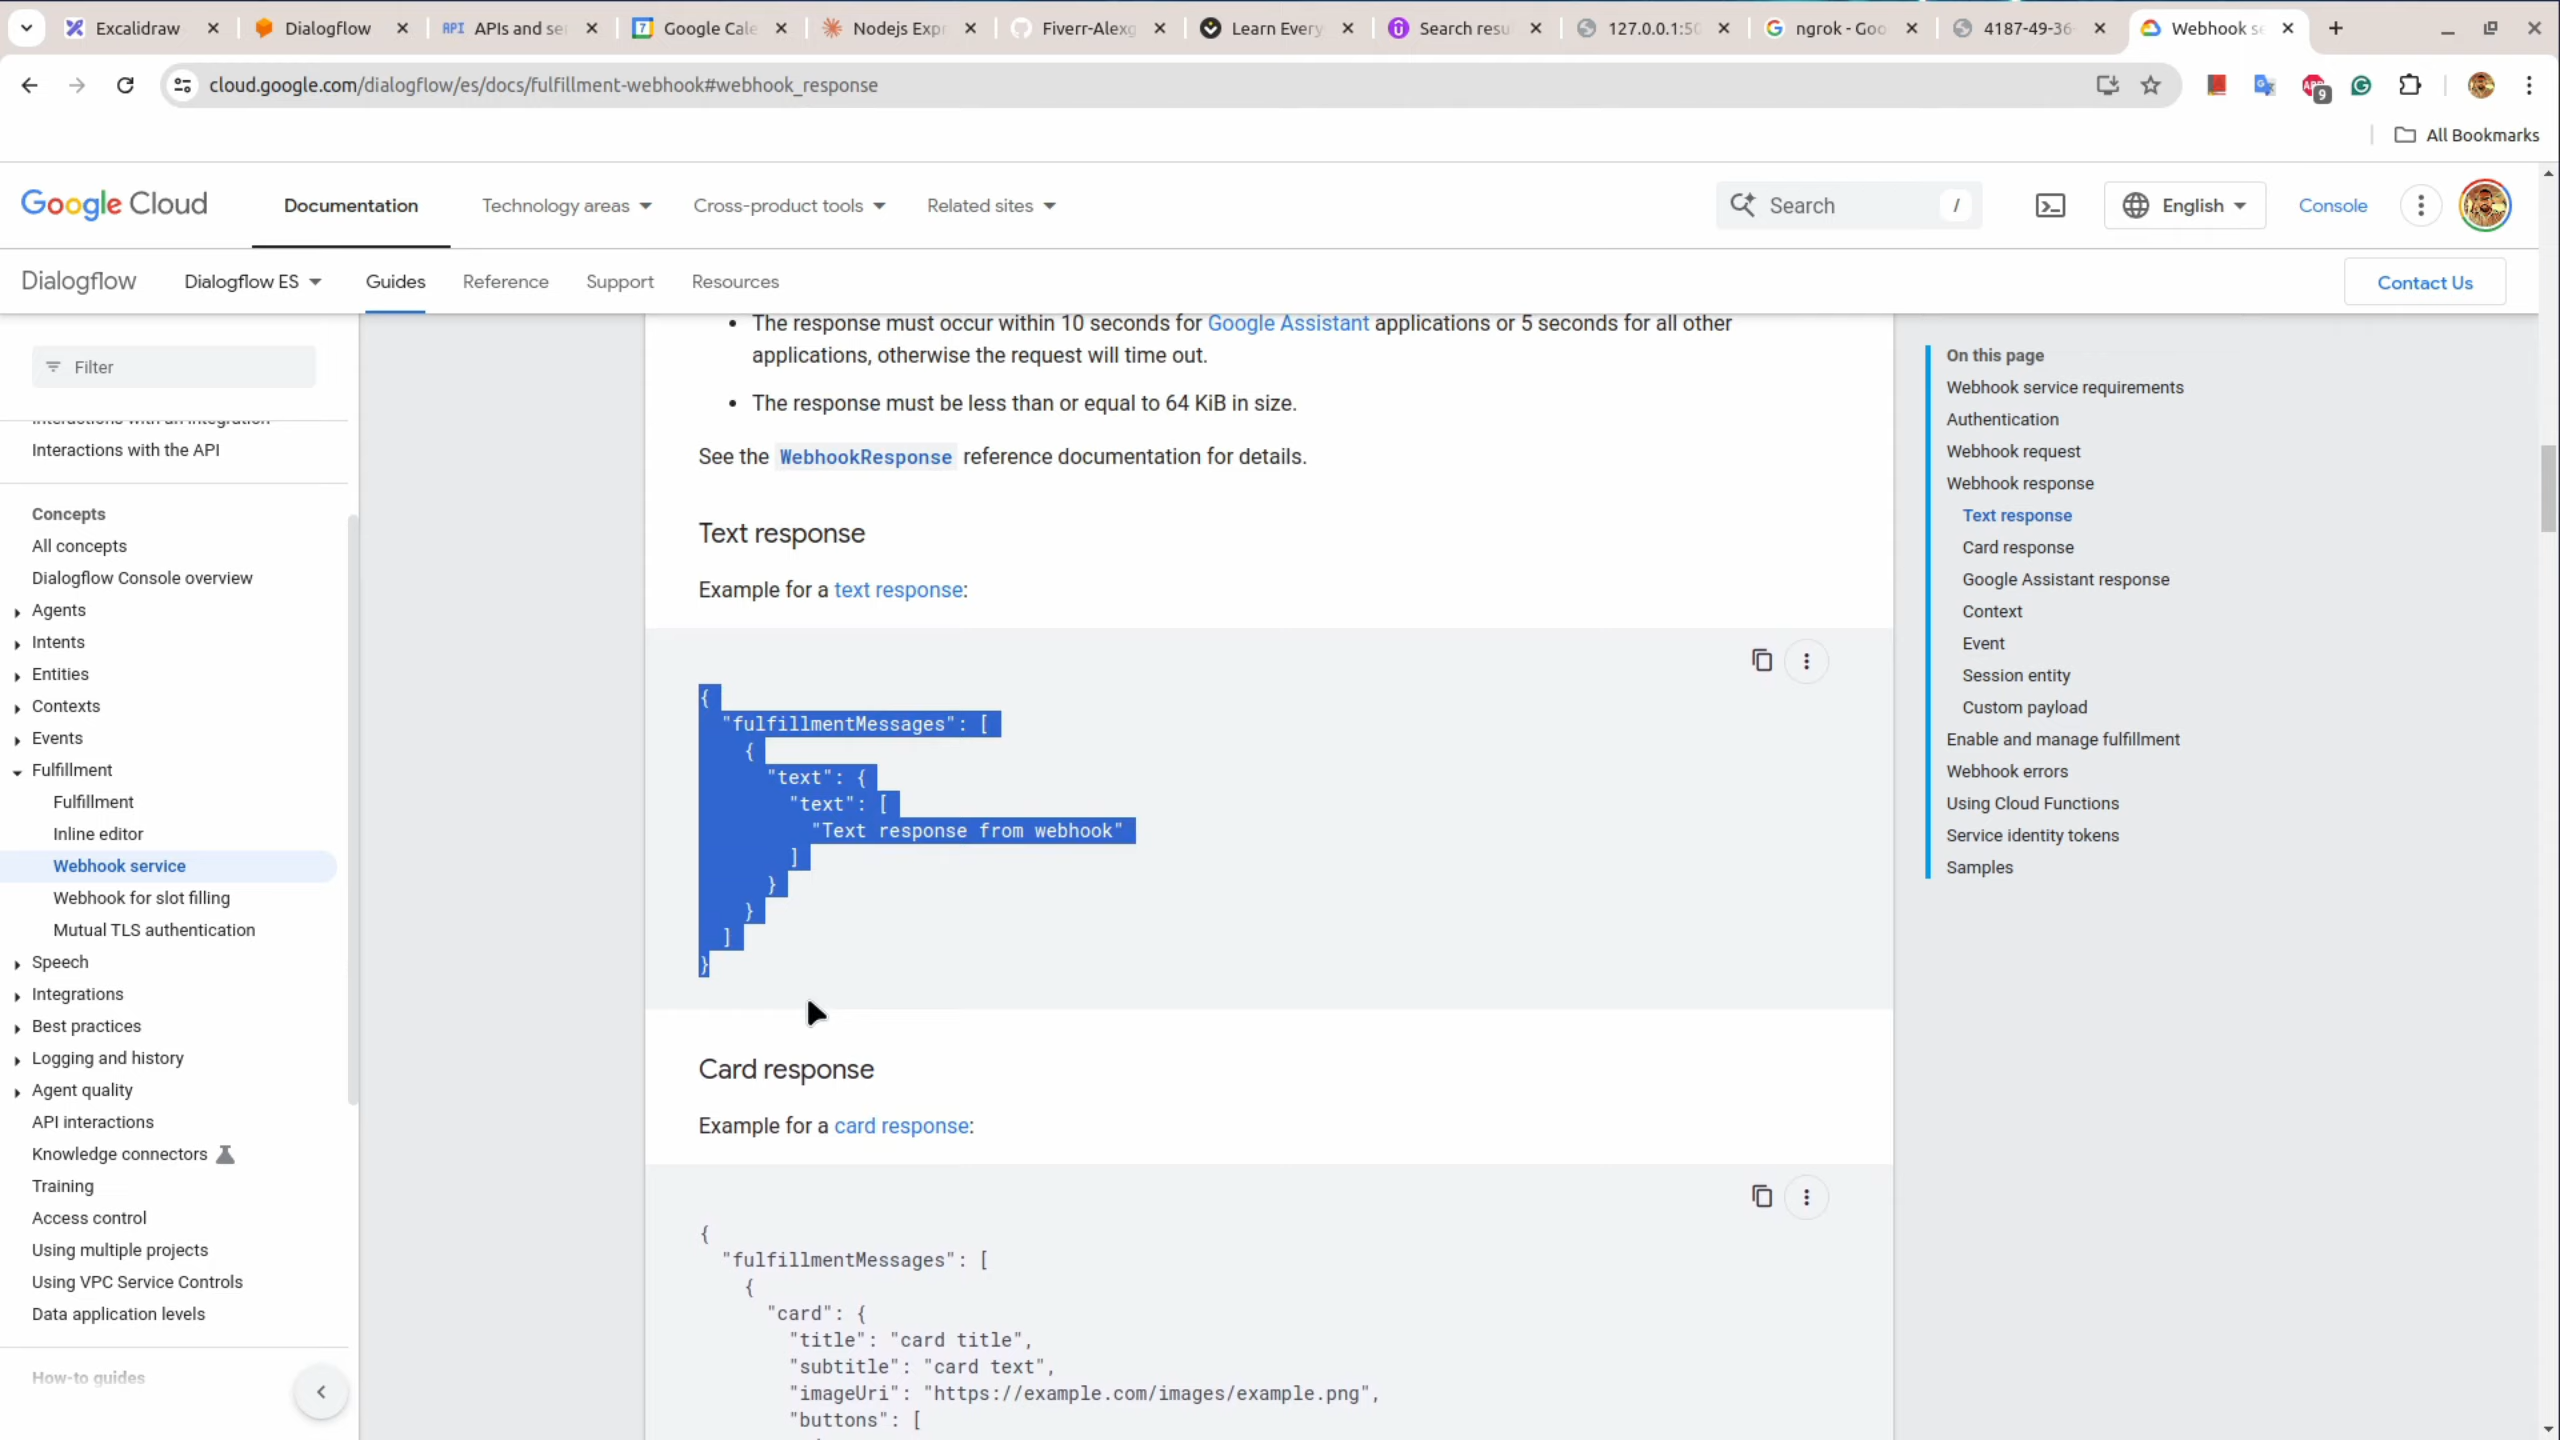 Excalidraw
Dialogflow
API APIs and se
7 Google Cale
Nodejs Expr
Fiverr-Alexg
Learn Every
Search resu
127.0.0.1:50
ngrok - Goo
4187-49-36-
Webhook se
cloud.google.com/dialogflow/es/docs/fulfillment-webhook#webhook_response
9
All Bookmarks
Google Cloud
Documentation
Technology areas
Cross-product tools
Related sites
Search /
English
Console
Dialogflow
Dialogflow ES
Guides
Reference
Support
Resources
Contact Us
Filter
Interactions with an integration
Interactions with the API
Concepts
All concepts
Dialogflow Console overview
Agents
Intents
Entities
Contexts
Events
Fulfillment
Fulfillment
Inline editor
Webhook service
Webhook for slot filling
Mutual TLS authentication
Speech
Integrations
Best practices
Logging and history
Agent quality
API interactions
Knowledge connectors
Training
Access control
Using multiple projects
Using VPC Service Controls
Data application levels
How-to guides
• The response must occur within 10 seconds for Google Assistant applications or 5 seconds for all other
applications, otherwise the request will time out.
• The response must be less than or equal to 64 KiB in size.
See the WebhookResponse reference documentation for details.
Text response
Example for a text response:
{
"fulfillmentMessages": [
{
"text": {
"text": [
"Text response from webhook"
]
}
}
]
}
Card response
Example for a card response:
{
"fulfillmentMessages": [
{
"card": {
"title": "card title",
"subtitle": "card text",
"imageUri": "https://example.com/images/example.png",
"buttons": [
On this page
Webhook service requirements
Authentication
Webhook request
Webhook response
Text response
Card response
Google Assistant response
Context
Event
Session entity
Custom payload
Enable and manage fulfillment
Webhook errors
Using Cloud Functions
Service identity tokens
Samples